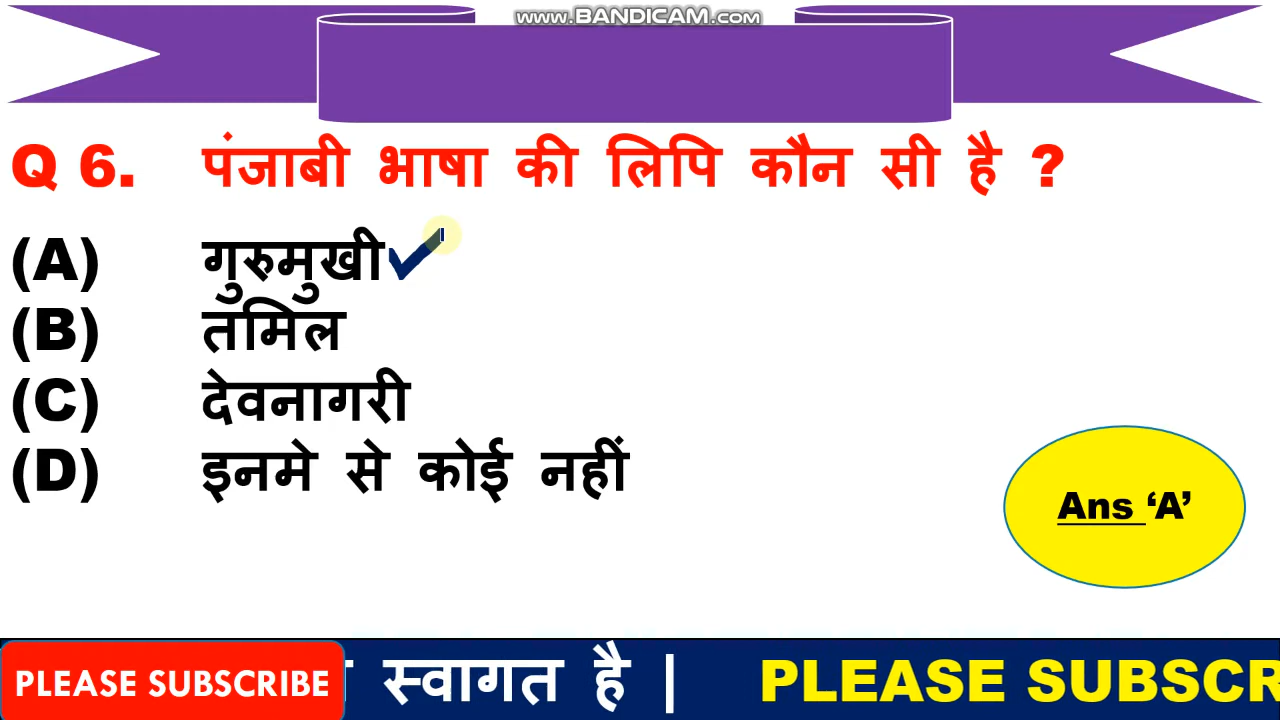 www.BANDICAM.com
Q 6. पंजाबी भाषा की लिपि कौन सी है ?
(A) गुरुमुखी
(B) तमिल
(C) देवनागरी
(D) इनमे से कोई नहीं
Ans ‘A’
PLEASE SUBSCRIBE
स्वागत है | PLEASE SUBSCR